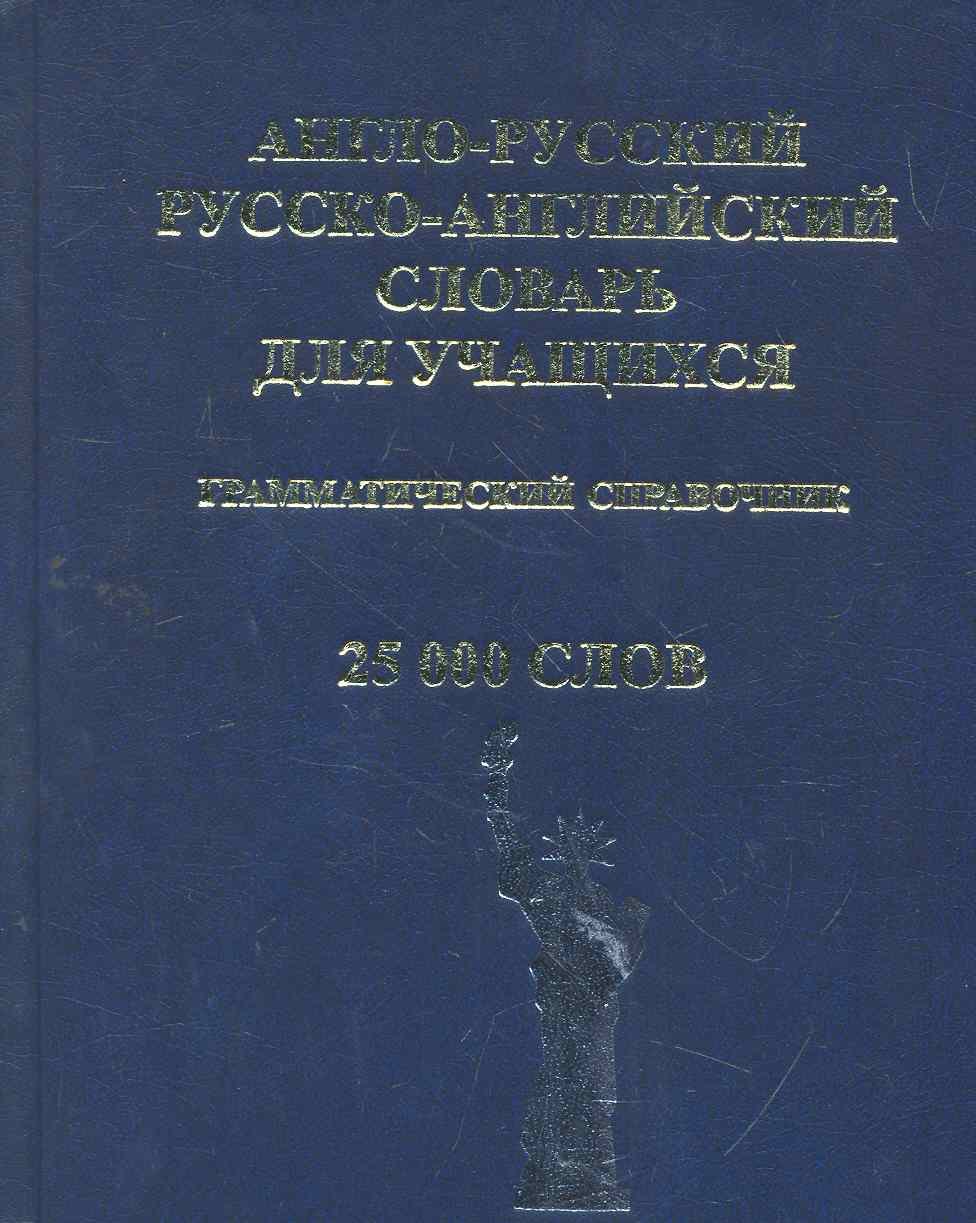 АНГЛО-РУССКИЙ
РУССКО-АНГЛИЙСКИЙ
СЛОВАРЬ
ДЛЯ УЧАЩИХСЯ
ГРАММАТИЧЕСКИЙ СПРАВОЧНИК
25 000 СЛОВ